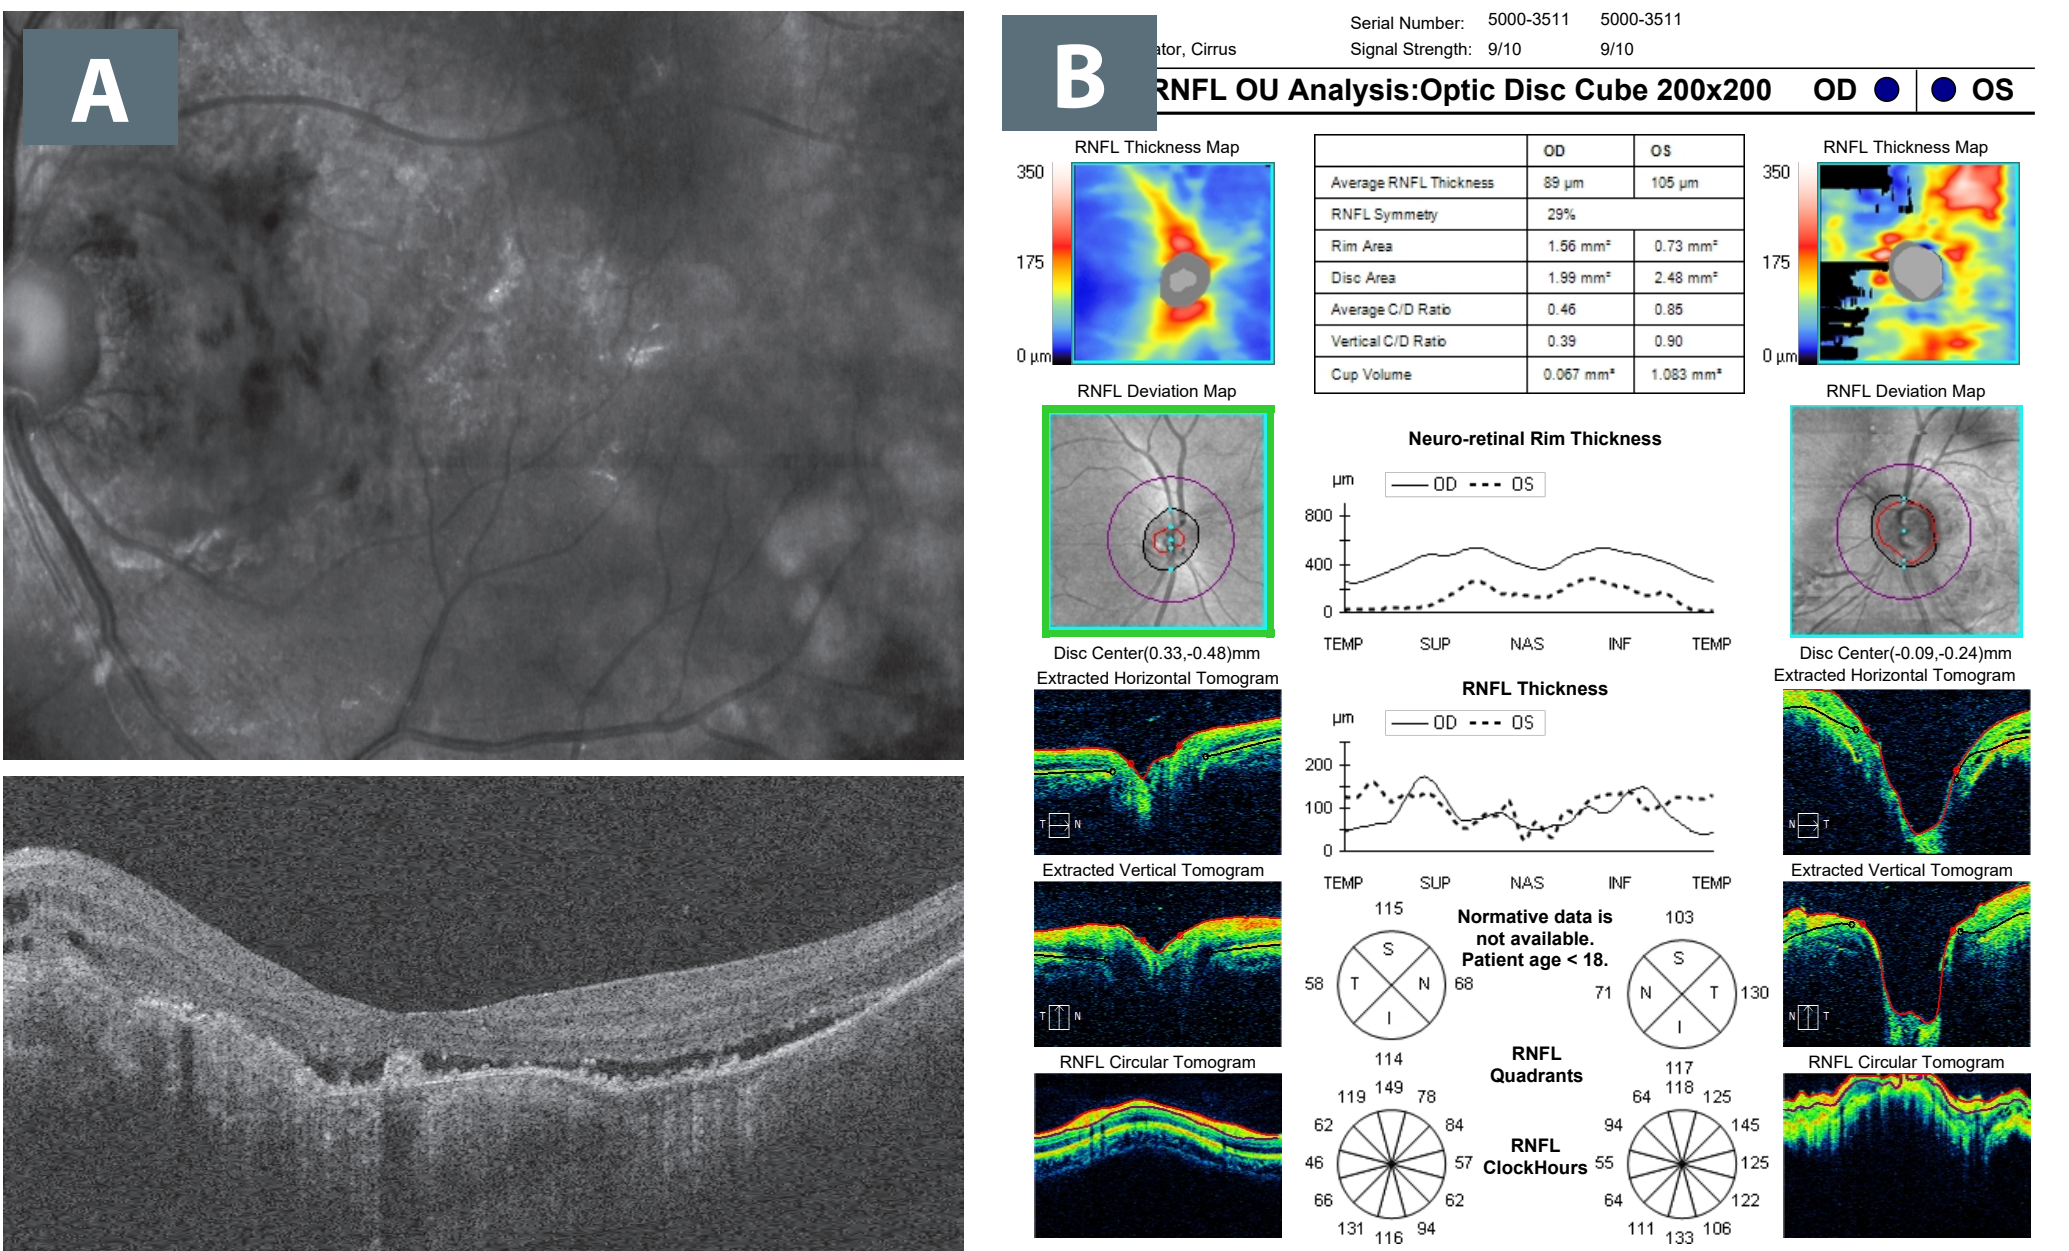 A
B
Serial Number: 5000-3511 5000-3511
ator, Cirrus
Signal Strength: 9/10 9/10
RNFL OU Analysis:Optic Disc Cube 200x200 OD OS
RNFL Thickness Map
350
175
0 µm
OD OS
Average RNFL Thickness 89 µm 105 µm
RNFL Symmetry 29%
Rim Area 1.56 mm² 0.73 mm²
Disc Area 1.99 mm² 2.48 mm²
Average C/D Ratio 0.46 0.85
Vertical C/D Ratio 0.39 0.90
Cup Volume 0.067 mm³ 1.083 mm³
RNFL Thickness Map
350
175
0 µm
RNFL Deviation Map
Disc Center(0.33,-0.48)mm
Neuro-retinal Rim Thickness
µm
OD OS
800
400
0
TEMP SUP NAS INF TEMP
RNFL Deviation Map
Disc Center(-0.09,-0.24)mm
Extracted Horizontal Tomogram
T N
RNFL Thickness
µm
OD OS
200
100
0
TEMP SUP NAS INF TEMP
Extracted Horizontal Tomogram
N T
Extracted Vertical Tomogram
T N
Extracted Vertical Tomogram
N T
115
S
58 T N 68
I
114
Normative data is
not available.
Patient age < 18.
103
S
71 N T 130
I
117
RNFL
Quadrants
RNFL Circular Tomogram
RNFL Circular Tomogram
149
119 78
62 84
46 57
66 62
131 94
116
RNFL
ClockHours
118
64 125
94 145
55 125
64 122
111 106
133